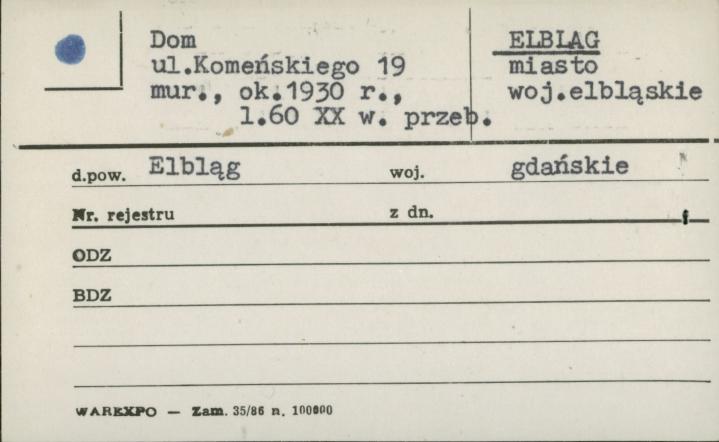 Dom
ul.Komeńskiego 19
mur., ok.1930 r.,
l.60 XX w. przeb.
ELBLĄG
miasto
woj.elbląskie
d.pow. Elbląg woj. gdańskie
Nr. rejestru z dn.
ODZ
BDZ
WAREXPO — Zam. 35/86 n. 100000